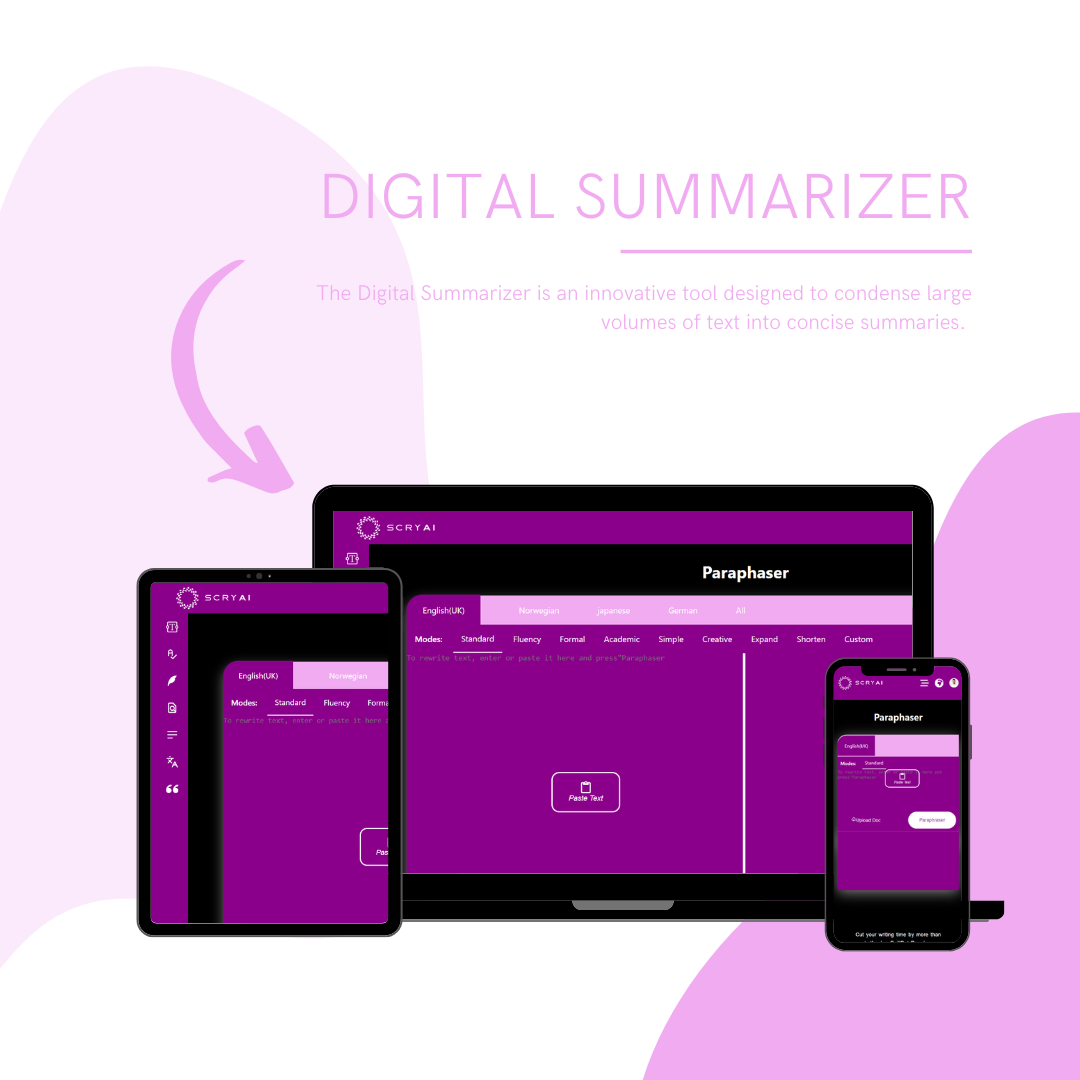 DIGITAL SUMMARIZER
The Digital Summarizer is an innovative tool designed to condense large
volumes of text into concise summaries.
SCRYAI
Paraphaser
English(UK) Norwegian japanese German All
Modes: Standard Fluency Formal Academic Simple Creative Expand Shorten Custom
To rewrite text, enter or paste it here and press"Paraphaser
Paste Text
SCRYAI
English(UK) Norwegian
Modes: Standard Fluency Forma
To rewrite text, enter or paste it here
Pas
SCRYAI
Paraphaser
English(UK)
Modes: Standard
Paste Text
Upload Doc Paraphraser
Cut your writing time by more than